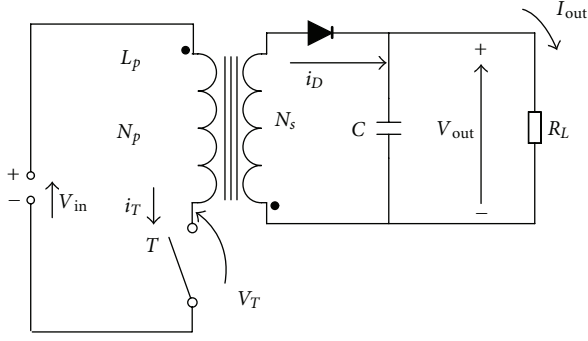 I_out
L_p
+
i_D
N_p
N_s
C
V_out
R_L
+
−
V_in
i_T
−
T
V_T